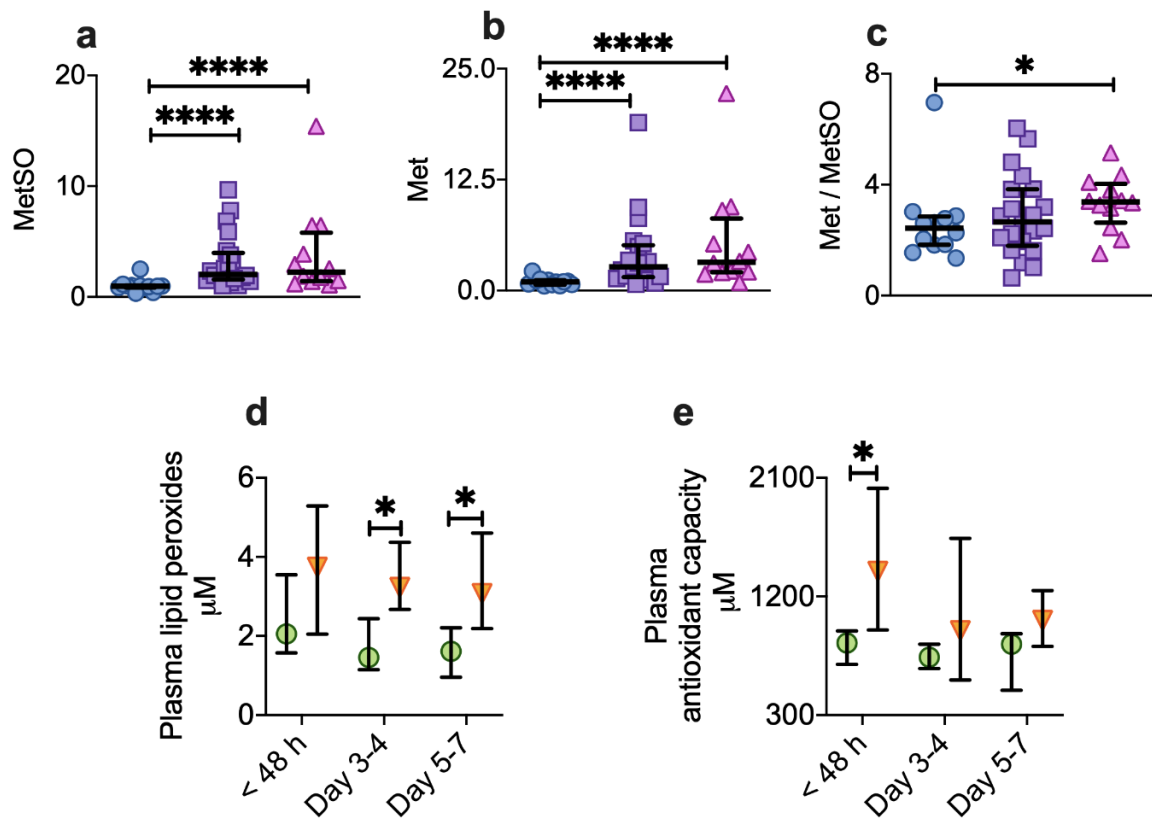 a
****
****
20
10
0
MetSO
b
****
****
25.0
12.5
0.0
Met
c
*
8
4
0
Met / MetSO
d
*
*
6
4
2
0
Plasma lipid peroxides
μM
< 48 h
Day 3-4
Day 5-7
e
*
2100
1200
300
Plasma
antioxidant capacity
μM
< 48 h
Day 3-4
Day 5-7